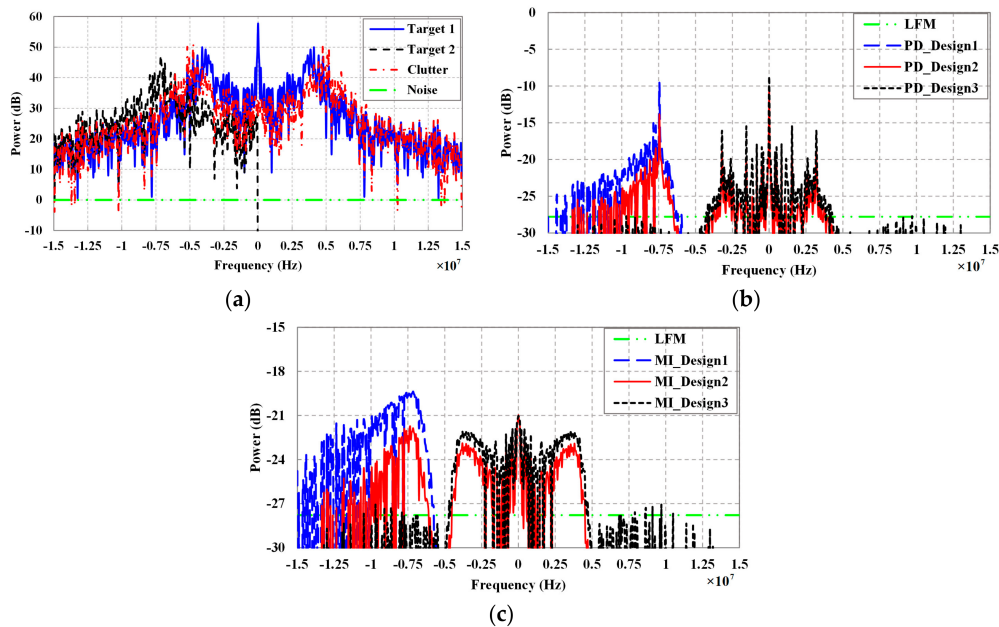 60
50
40
30
20
10
0
-10
Power (dB)
Target 1
Target 2
Clutter
Noise
-1.5 -1.25 -1 -0.75 -0.5 -0.25 0 0.25 0.5 0.75 1 1.25 1.5
Frequency (Hz)
×10⁷
(a)
0
-5
-10
-15
-20
-25
-30
Power (dB)
LFM
PD_Design1
PD_Design2
PD_Design3
-1.5 -1.25 -1 -0.75 -0.5 -0.25 0 0.25 0.5 0.75 1 1.25 1.5
Frequency (Hz)
×10⁷
(b)
-15
-18
-21
-24
-27
-30
Power (dB)
LFM
MI_Design1
MI_Design2
MI_Design3
-1.5 -1.25 -1 -0.75 -0.5 -0.25 0 0.25 0.5 0.75 1 1.25 1.5
Frequency (Hz)
×10⁷
(c)